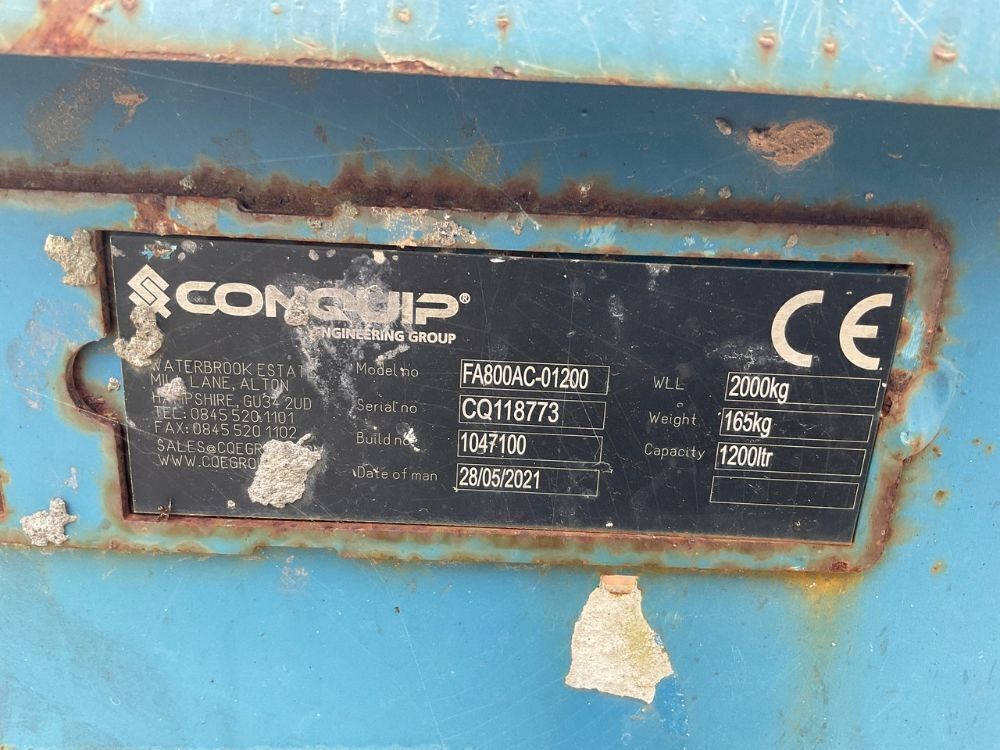 CONQUIP®
ENGINEERING GROUP
CE
WATERBROOK ESTAT
MILL LANE, ALTON
HAMPSHIRE, GU34 2UD
TEL: 0845 520 1101
FAX: 0845 520 1102
SALES@CQEGR
WWW.CQEGRO
Model no FA800AC-01200
Serial no CQ118773
Build no 1047100
Date of man 28/05/2021
WLL 2000kg
Weight 165kg
Capacity 1200ltr